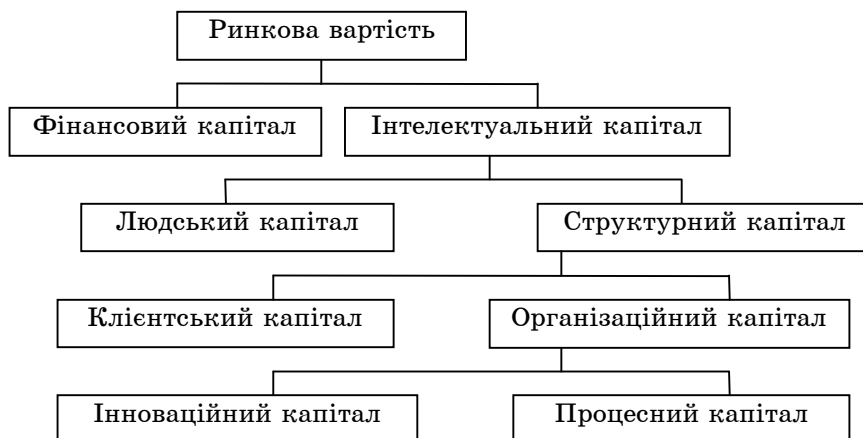 Ринкова вартість
Фінансовий капітал
Інтелектуальний капітал
Людський капітал
Структурний капітал
Клієнтський капітал
Організаційний капітал
Інноваційний капітал
Процесний капітал